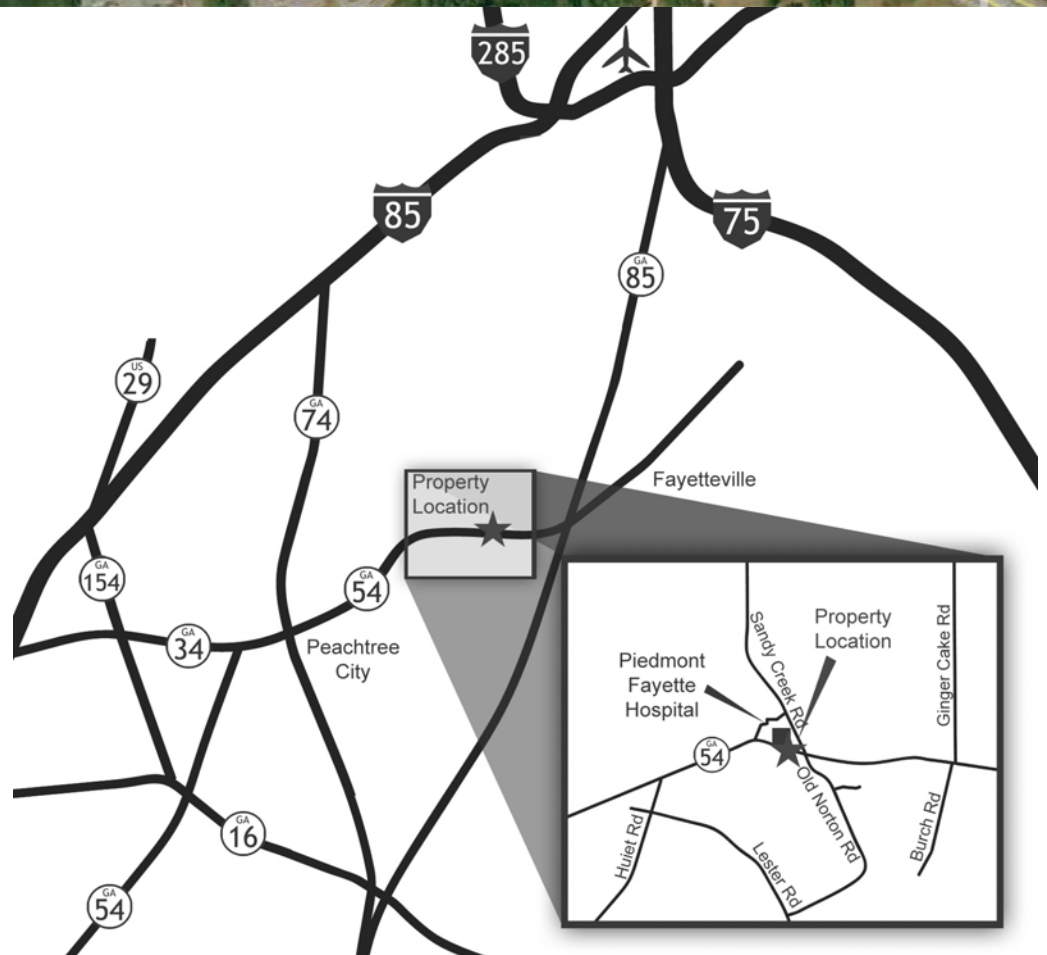 285
85
75
GA
85
US
29
GA
74
Property
Location
Fayetteville
GA
154
GA
54
GA
34
Peachtree
City
GA
16
GA
54
Sandy Creek Rd
Property
Location
Ginger Cake Rd
Piedmont
Fayette
Hospital
GA
54
Old Norton Rd
Huiet Rd
Lester Rd
Burch Rd